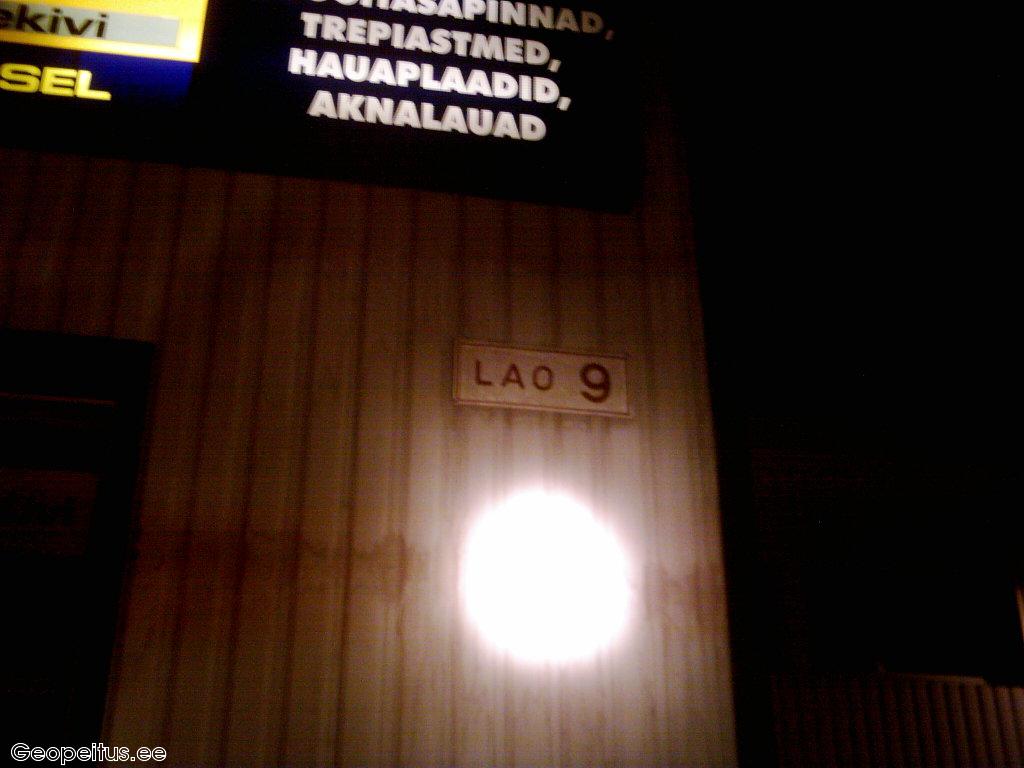 ekivi
SEL
TREPIASTMED,
HAUAPLAADID,
AKNALAUAD
LAO 9
Geopeitus.ee